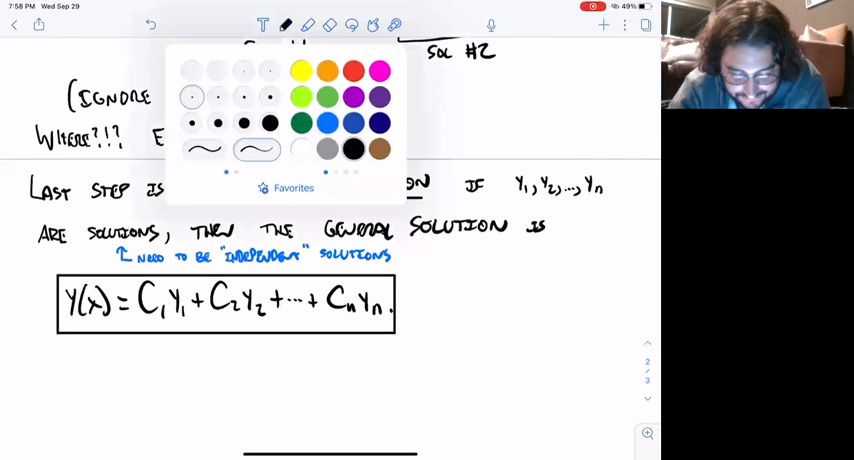 7:58 PM Wed Sep 29
49%
SOL #2
(IGNORE
WHERE?!? E
Favorites
LAST STEP IS ON IF y₁, y₂, ..., yₙ
ARE SOLUTIONS, THEN THE GENERAL SOLUTION IS
↑ NEED TO BE "INDEPENDENT" SOLUTIONS
y(x) = C₁y₁ + C₂y₂ + ... + Cₙyₙ.
2
/
3